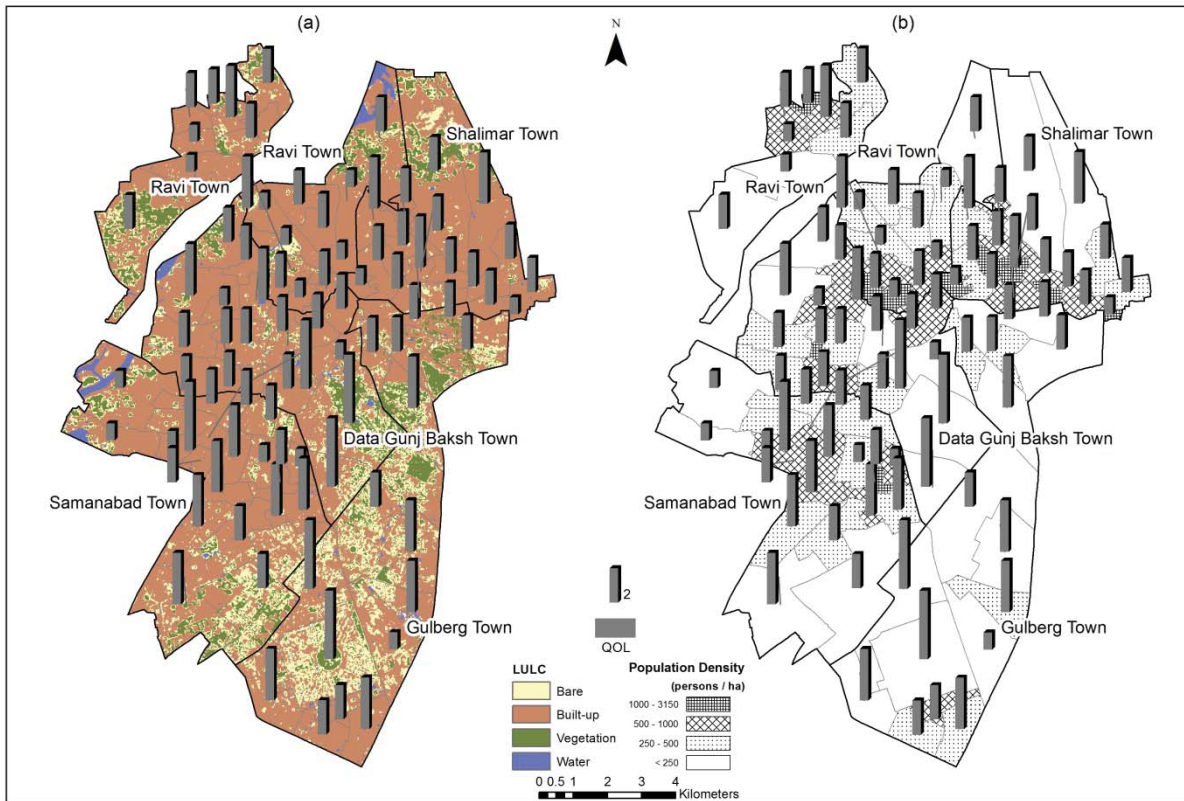 (a)
(b)
N
Shalimar Town
Ravi Town
Ravi Town
Data Gunj Baksh Town
Samanabad Town
Gulberg Town
Shalimar Town
Ravi Town
Ravi Town
Data Gunj Baksh Town
Samanabad Town
Gulberg Town
2
QOL
LULC
Bare
Built-up
Vegetation
Water
Population Density
(persons / ha)
1000 - 3150
500 - 1000
250 - 500
< 250
0 0.5 1 2 3 4
Kilometers